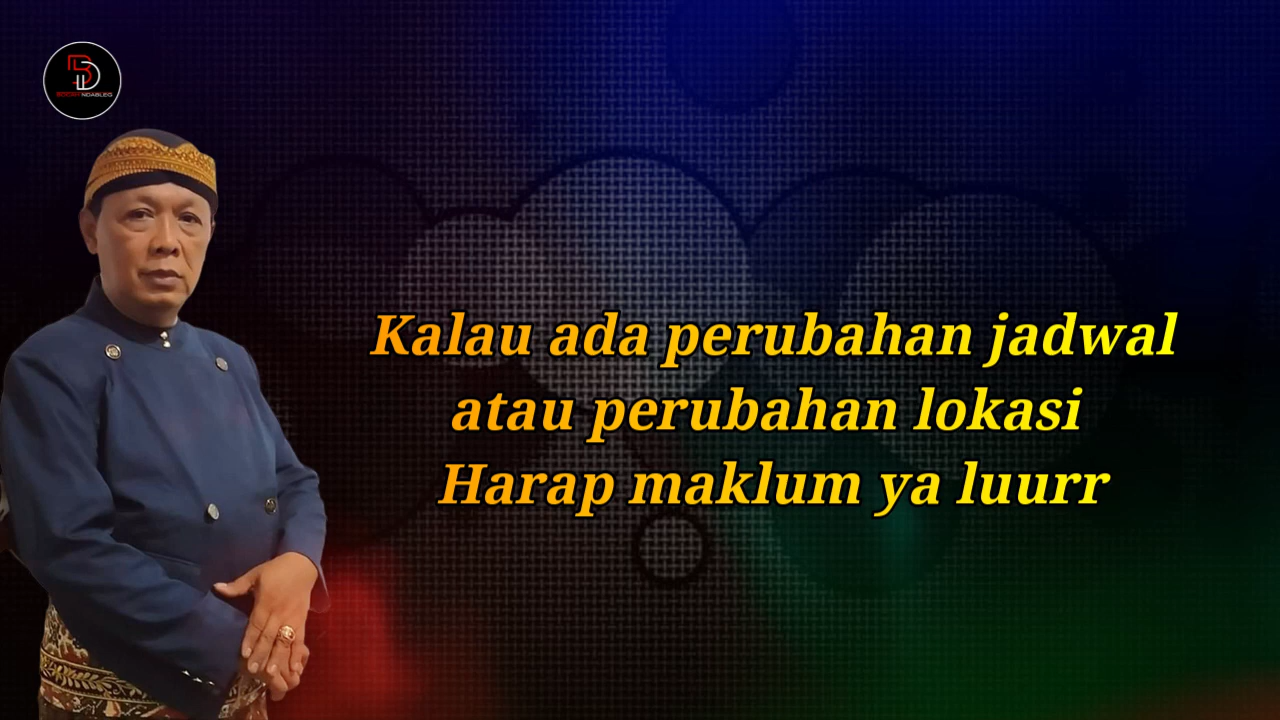 Kalau ada perubahan jadwal
atau perubahan lokasi
Harap maklum ya luurr